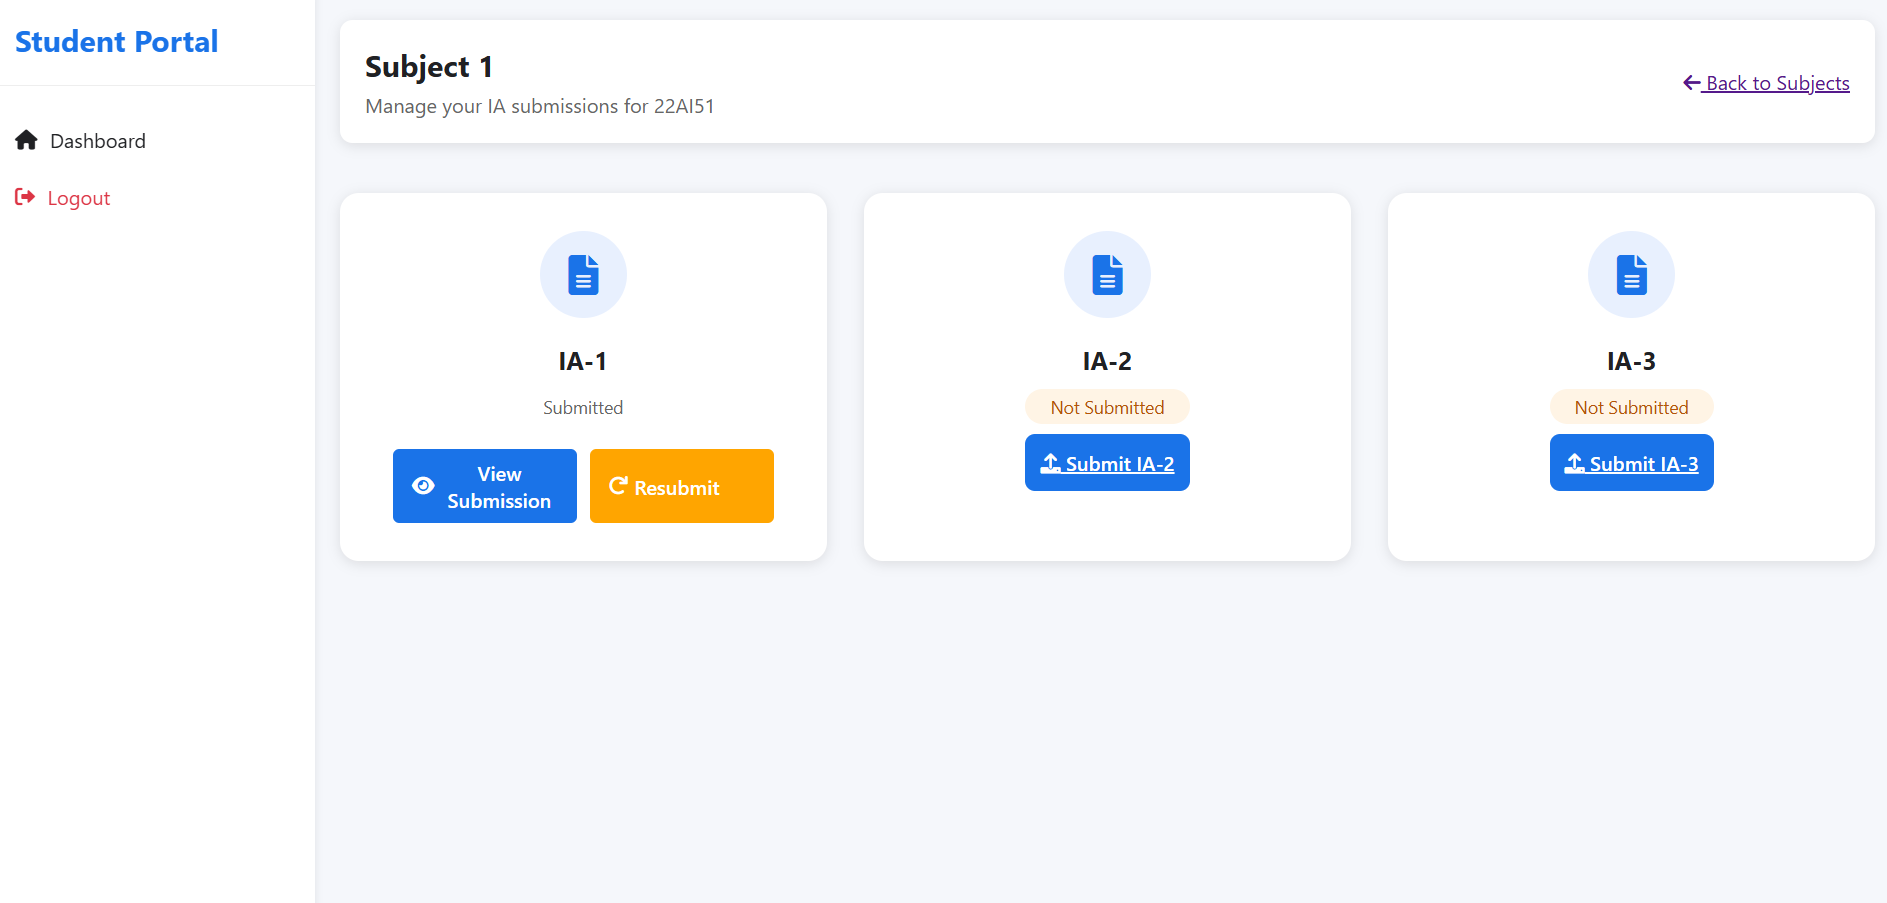 Student Portal
Dashboard
Logout
Subject 1
Manage your IA submissions for 22AI51
Back to Subjects
IA-1
Submitted
View
Submission
Resubmit
IA-2
Not Submitted
Submit IA-2
IA-3
Not Submitted
Submit IA-3